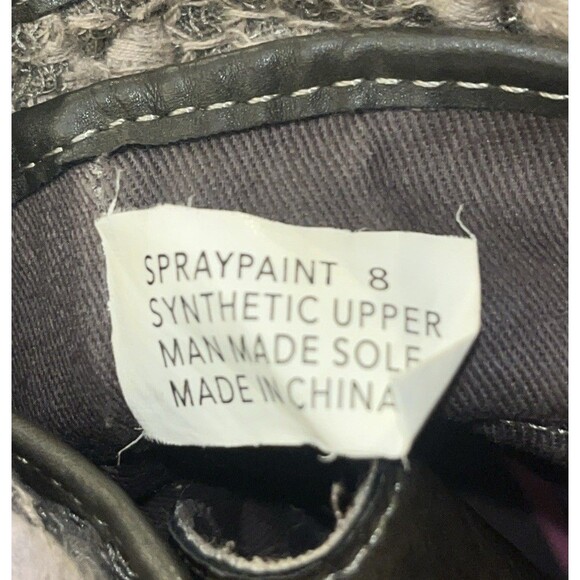 SPRAYPAINT 8
SYNTHETIC UPPER
MAN MADE SOLE
MADE IN CHINA